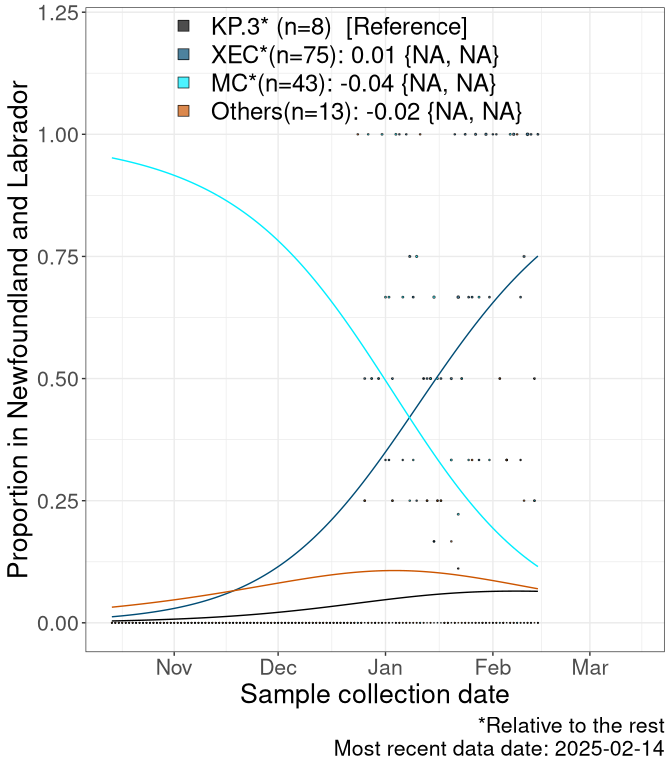 KP.3* (n=8)  [Reference]
XEC*(n=75): 0.01 {NA, NA}
MC*(n=43): -0.04 {NA, NA}
Others(n=13): -0.02 {NA, NA}
Proportion in Newfoundland and Labrador
1.25
1.00
0.75
0.50
0.25
0.00
Nov Dec Jan Feb Mar
Sample collection date
*Relative to the rest
Most recent data date: 2025-02-14